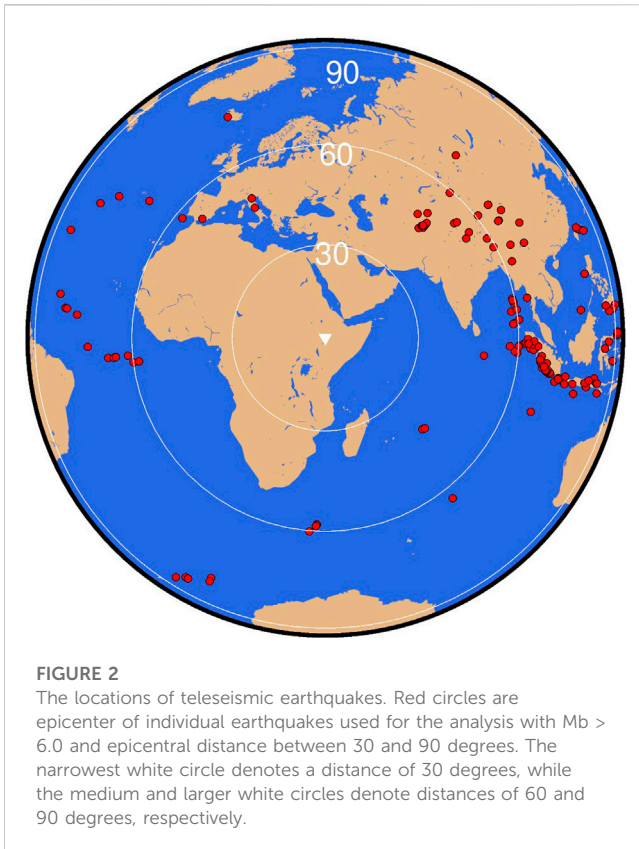 90
60
30
FIGURE 2
The locations of teleseismic earthquakes. Red circles are
epicenter of individual earthquakes used for the analysis with Mb >
6.0 and epicentral distance between 30 and 90 degrees. The
narrowest white circle denotes a distance of 30 degrees, while
the medium and larger white circles denote distances of 60 and
90 degrees, respectively.